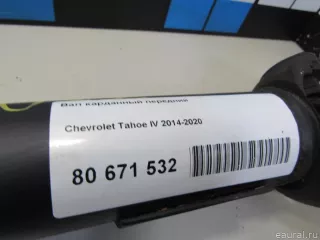 Вал карданный передний
Chevrolet Tahoe IV 2014-2020
80 671 532
eaural.ru